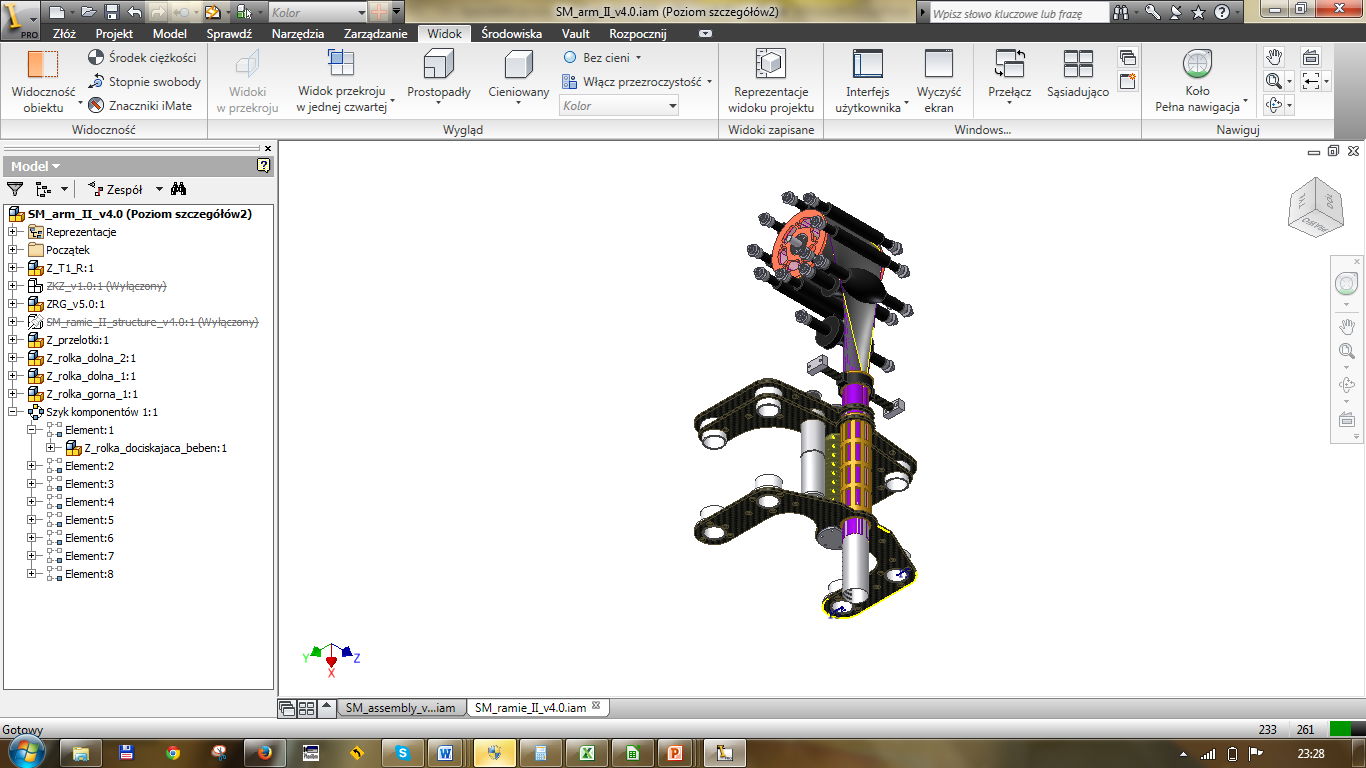 SM_arm_II_v4.0.iam (Poziom szczegółów2)
Kolor
Wpisz słowo kluczowe lub frazę
PRO
Złóż Projekt Model Sprawdź Narzędzia Zarządzanie Widok Środowiska Vault Rozpocznij
Widoczność
obiektu
Środek ciężkości
Stopnie swobody
Znaczniki iMate
Widoki
w przekroju
Widok przekroju
w jednej czwartej
Prostopadły
Cieniowany
Bez cieni
Włącz przezroczystość
Kolor
Reprezentacje
widoku projektu
Interfejs
użytkownika
Wyczyść
ekran
Przełącz
Sąsiadująco
Koło
Pełna nawigacja
Widoczność
Wygląd
Widoki zapisane
Windows...
Nawiguj
Model
Zespół
SM_arm_II_v4.0 (Poziom szczegółów2)
Reprezentacje
Początek
Z_T1_R:1
ZKZ_v1.0:1 (Wyłączony)
ZRG_v5.0:1
SM_ramie_II_structure_v4.0:1 (Wyłączony)
Z_przelotki:1
Z_rolka_dolna_2:1
Z_rolka_dolna_1:1
Z_rolka_gorna_1:1
Szyk komponentów 1:1
Element:1
Z_rolka_dociskajaca_beben:1
Element:2
Element:3
Element:4
Element:5
Element:6
Element:7
Element:8
Y
Z
X
SM_assembly_v...iam
SM_ramie_II_v4.0.iam
Gotowy
233
261
23:28